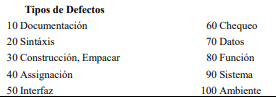 Tipos de Defectos
10 Documentación 60 Chequeo
20 Sintáxis 70 Datos
30 Construcción, Empacar 80 Función
40 Assignación 90 Sistema
50 Interfaz 100 Ambiente